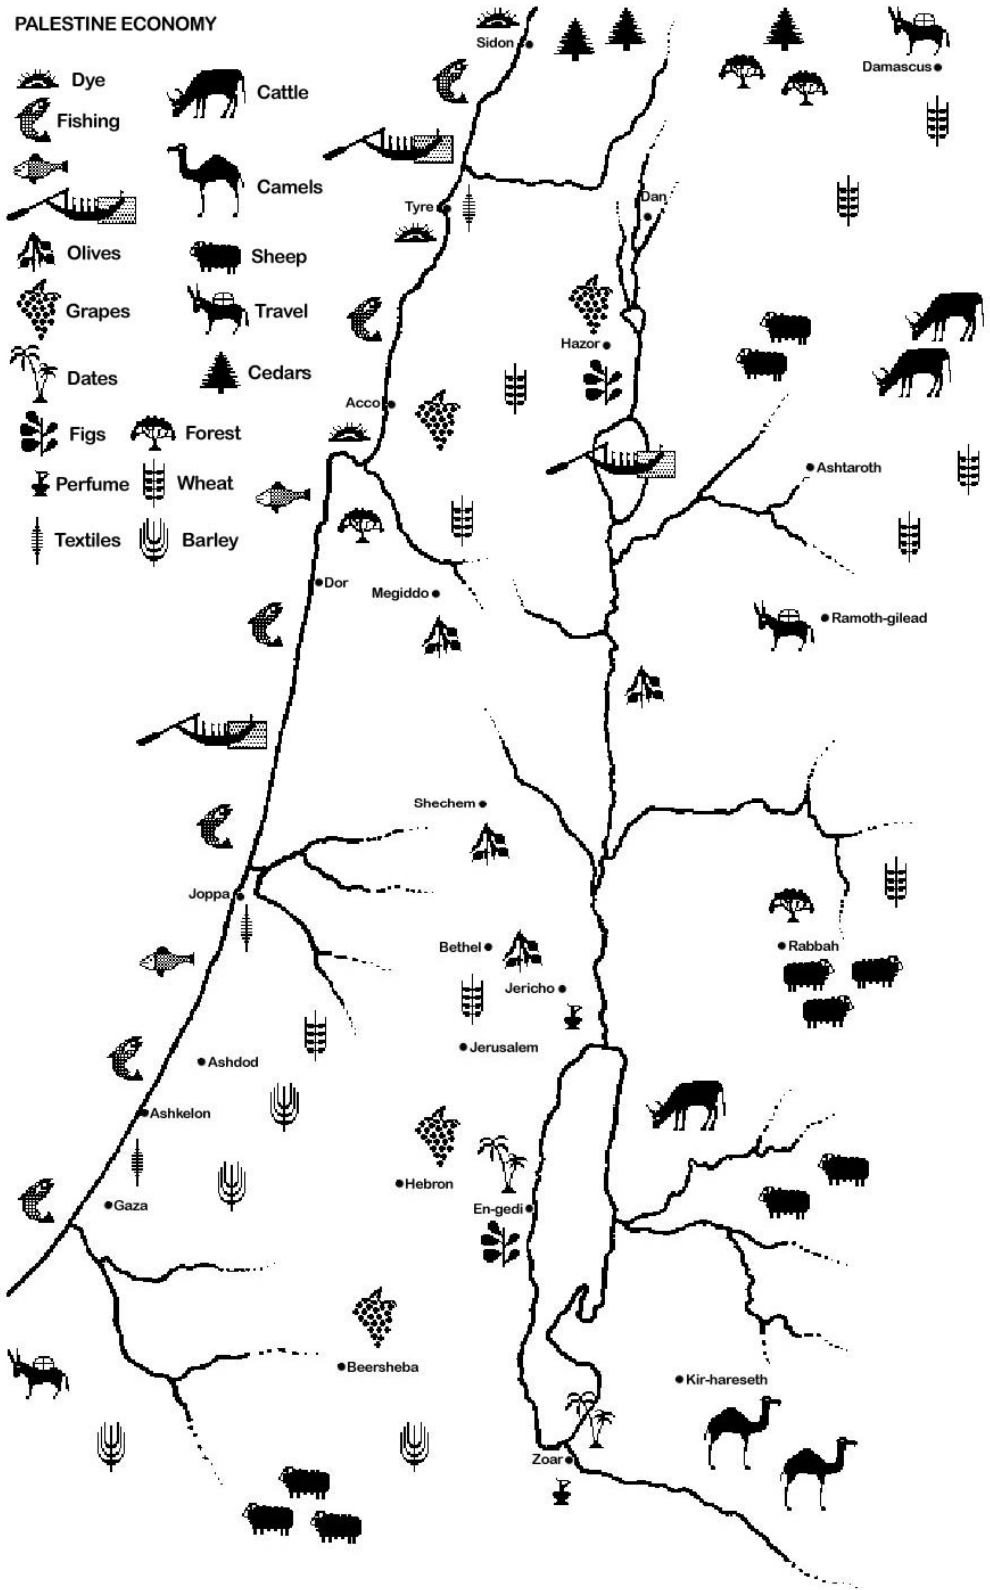 PALESTINE ECONOMY
Dye
Cattle
Fishing
Camels
Olives
Sheep
Grapes
Travel
Dates
Cedars
Figs
Forest
Perfume
Wheat
Textiles
Barley
Sidon
Damascus
Tyre
Dan
Hazor
Acco
Ashtaroth
Dor
Megiddo
Ramoth-gilead
Shechem
Joppa
Bethel
Rabbah
Jericho
Jerusalem
Ashdod
Ashkelon
Hebron
Gaza
En-gedi
Beersheba
Kir-hareseth
Zoar